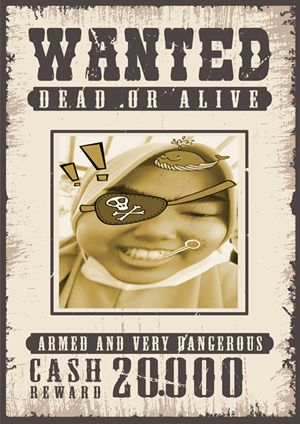 WANTED
DEAD OR ALIVE
ARMED AND VERY DANGEROUS
CASH
REWARD
20.000